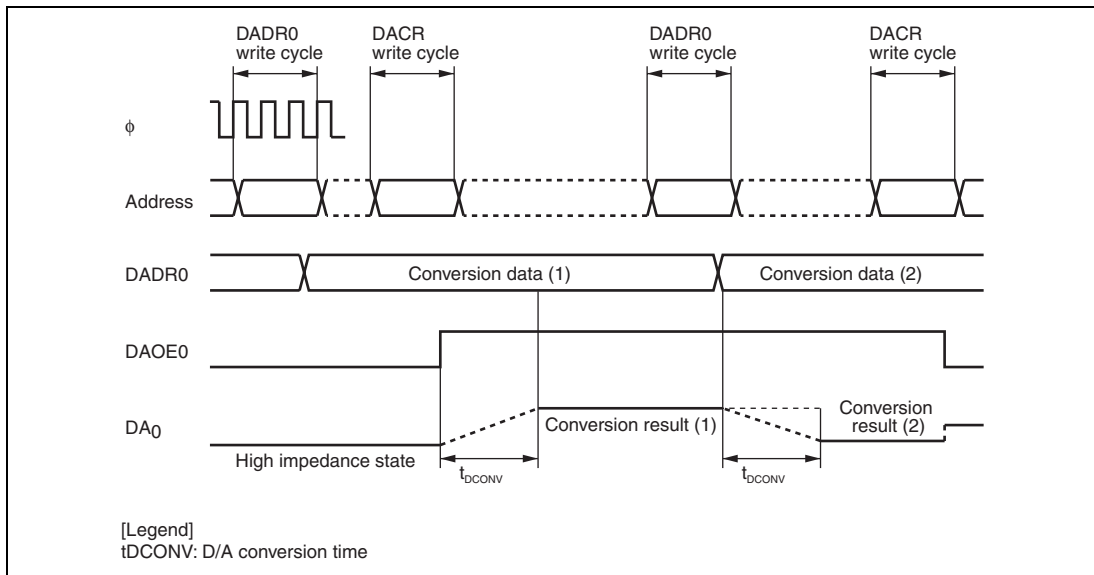 DADR0
write cycle
DACR
write cycle
DADR0
write cycle
DACR
write cycle
ϕ
Address
DADR0
Conversion data (1)
Conversion data (2)
DAOE0
DA0
Conversion result (1)
Conversion
result (2)
High impedance state
tDCONV
tDCONV
[Legend]
tDCONV: D/A conversion time